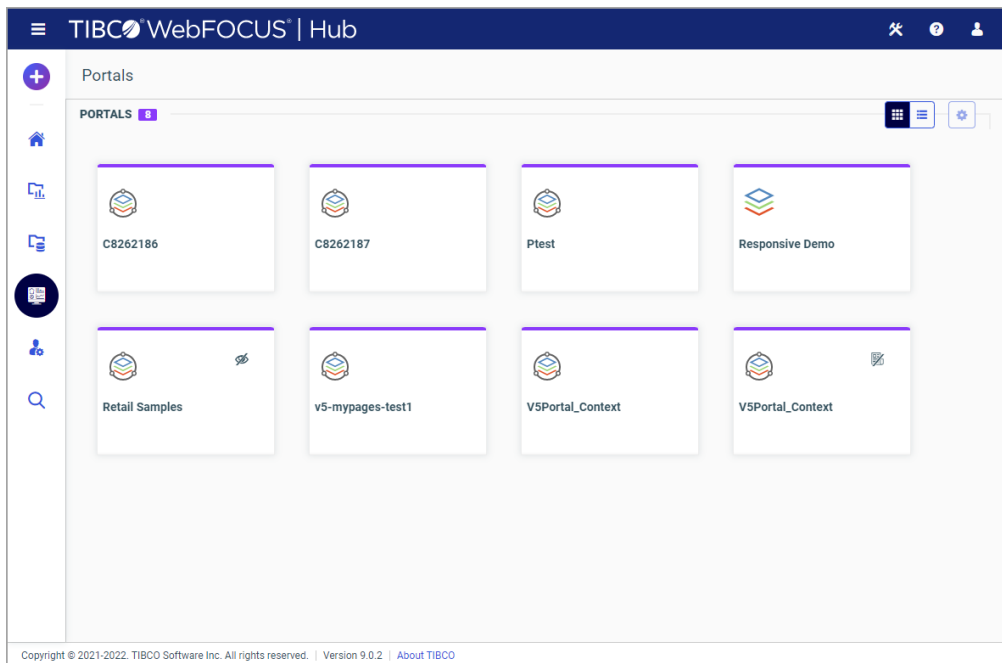 TIBCO® WebFOCUS® | Hub
Portals
PORTALS 8
C8262186
C8262187
Ptest
Responsive Demo
Retail Samples
v5-mypages-test1
V5Portal_Context
V5Portal_Context
Copyright © 2021-2022. TIBCO Software Inc. All rights reserved. | Version 9.0.2 | About TIBCO